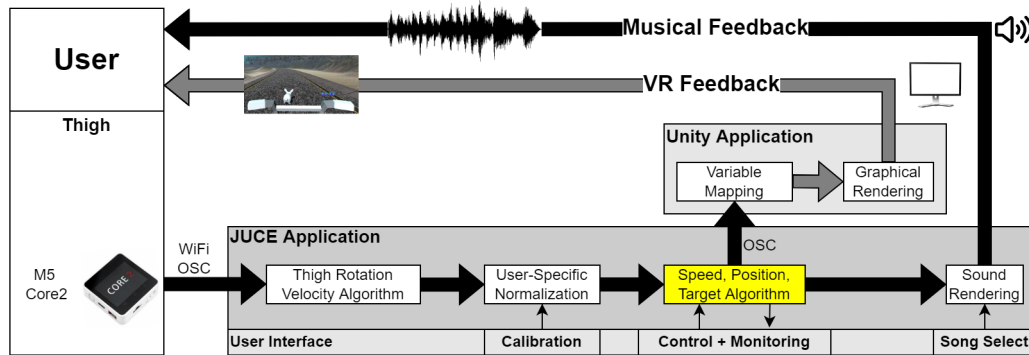 Musical Feedback
User
VR Feedback
Thigh
Unity Application
Variable
Mapping
Graphical
Rendering
WiFi
OSC
JUCE Application
OSC
M5
Core2
CORE
Thigh Rotation
Velocity Algorithm
User-Specific
Normalization
Speed, Position,
Target Algorithm
Sound
Rendering
User Interface
Calibration
Control + Monitoring
Song Select